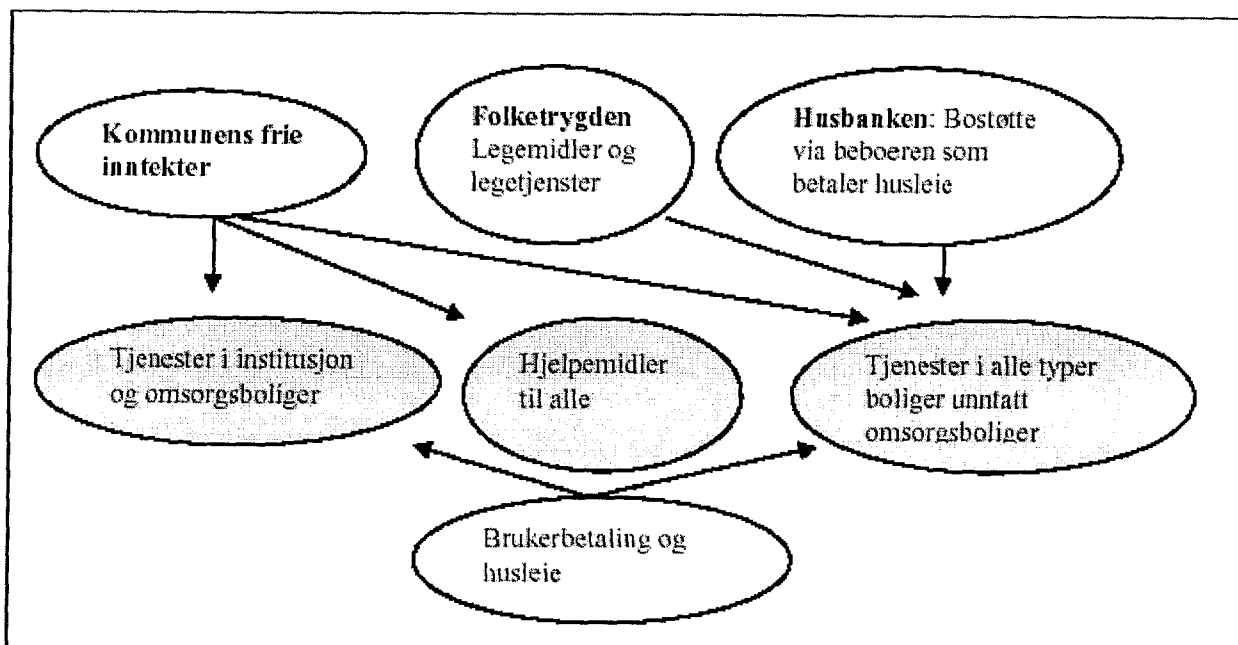 Kommunens frie
inntekter
Folketrygden
Legemidler og
legetjenster
Husbanken: Bostøtte
via beboeren som
betaler husleie
Tjenester i institusjon
og omsorgsboliger
Hjelpemidler
til alle
Tjenester i alle typer
boliger unntatt
omsorgsboliger
Brukerbetaling og
husleie